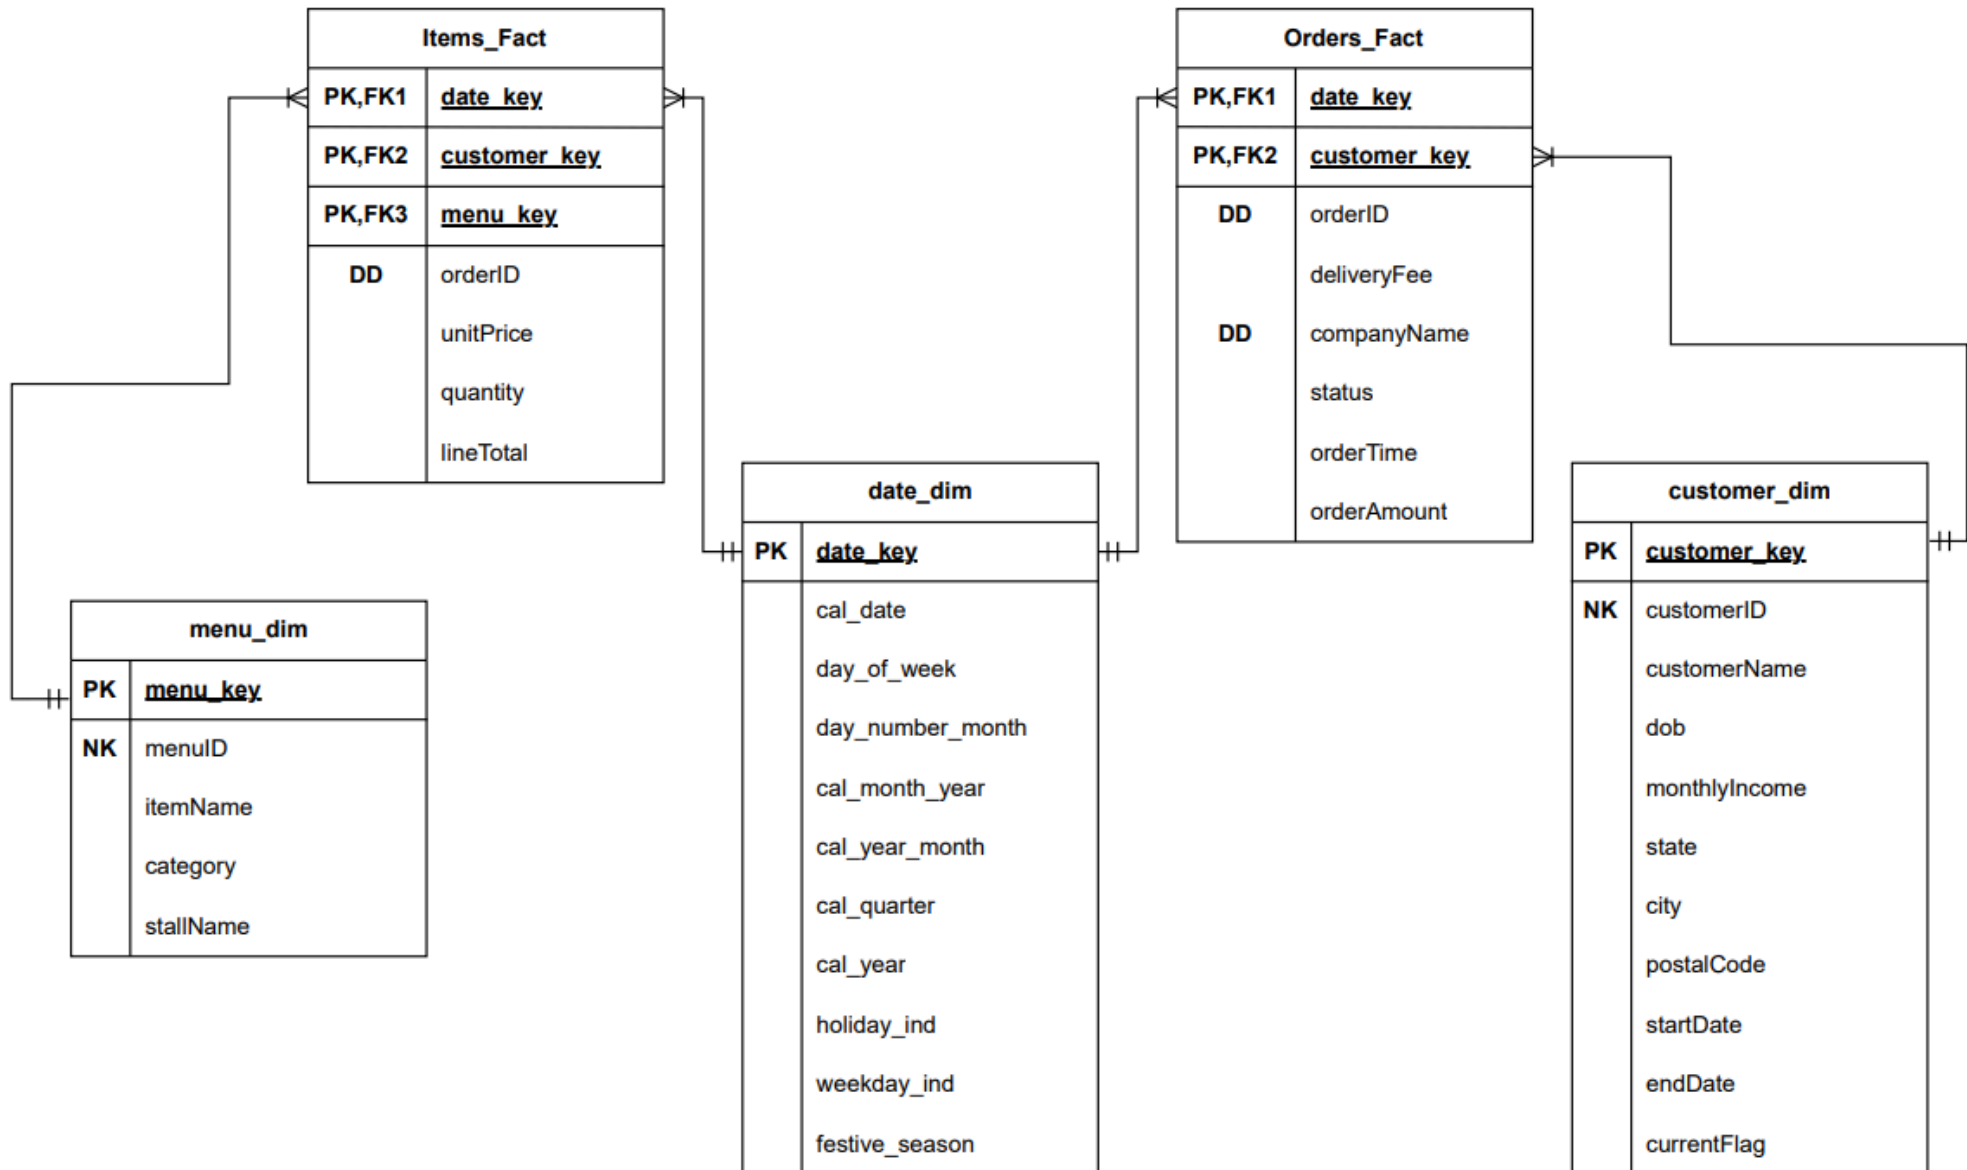 Items_Fact
PK,FK1 date_key
PK,FK2 customer_key
PK,FK3 menu_key
DD orderID
unitPrice
quantity
lineTotal
Orders_Fact
PK,FK1 date_key
PK,FK2 customer_key
DD orderID
deliveryFee
DD companyName
status
orderTime
orderAmount
menu_dim
PK menu_key
NK menuID
itemName
category
stallName
date_dim
PK date_key
cal_date
day_of_week
day_number_month
cal_month_year
cal_year_month
cal_quarter
cal_year
holiday_ind
weekday_ind
festive_season
customer_dim
PK customer_key
NK customerID
customerName
dob
monthlyIncome
state
city
postalCode
startDate
endDate
currentFlag